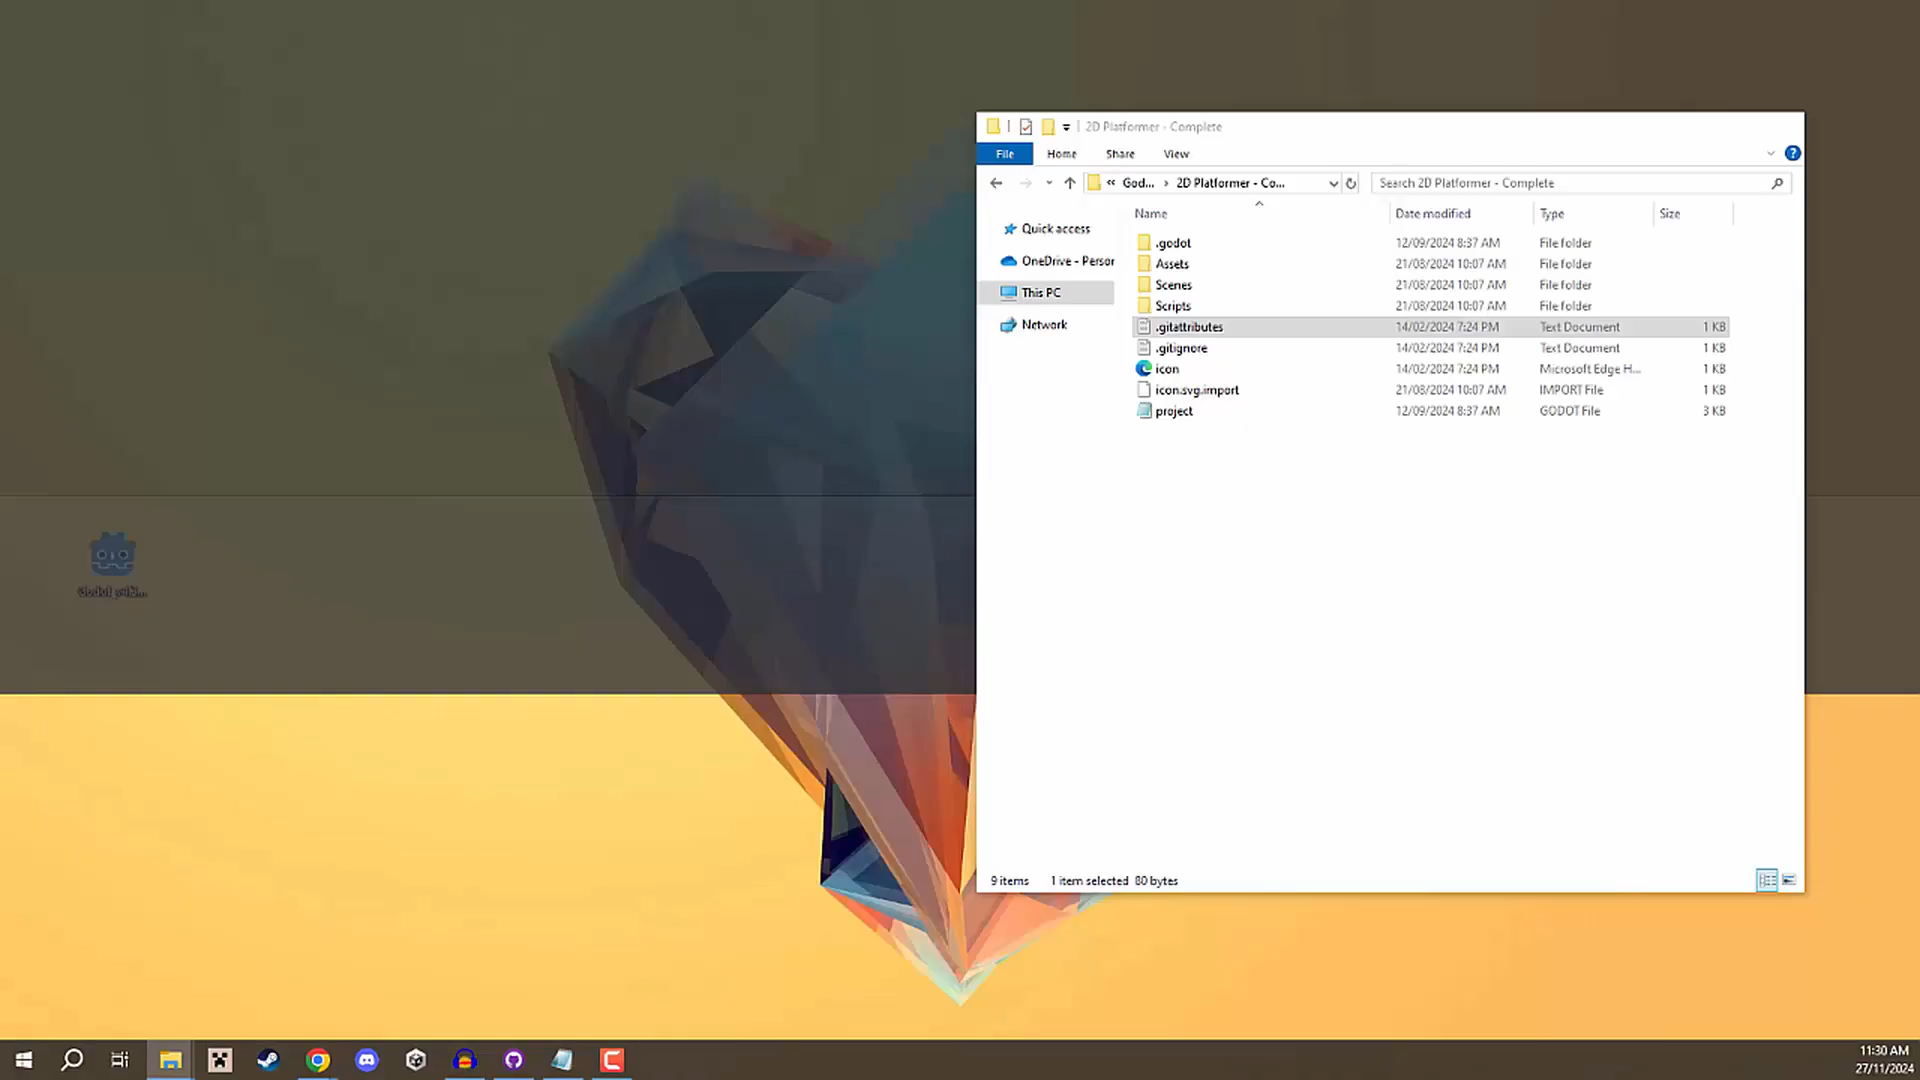 2D Platformer - Complete
File Home Share View
« God... › 2D Platformer - Co... Search 2D Platformer - Complete
Name Date modified Type Size
Quick access
OneDrive - Persor
This PC
Network
.godot 12/09/2024 8:37 AM File folder
Assets 21/08/2024 10:07 AM File folder
Scenes 21/08/2024 10:07 AM File folder
Scripts 21/08/2024 10:07 AM File folder
.gitattributes 14/02/2024 7:24 PM Text Document 1 KB
.gitignore 14/02/2024 7:24 PM Text Document 1 KB
icon 14/02/2024 7:24 PM Microsoft Edge H... 1 KB
icon.svg.import 21/08/2024 10:07 AM IMPORT File 1 KB
project 12/09/2024 8:37 AM GODOT File 3 KB
9 items 1 item selected 80 bytes
11:30 AM
27/11/2024